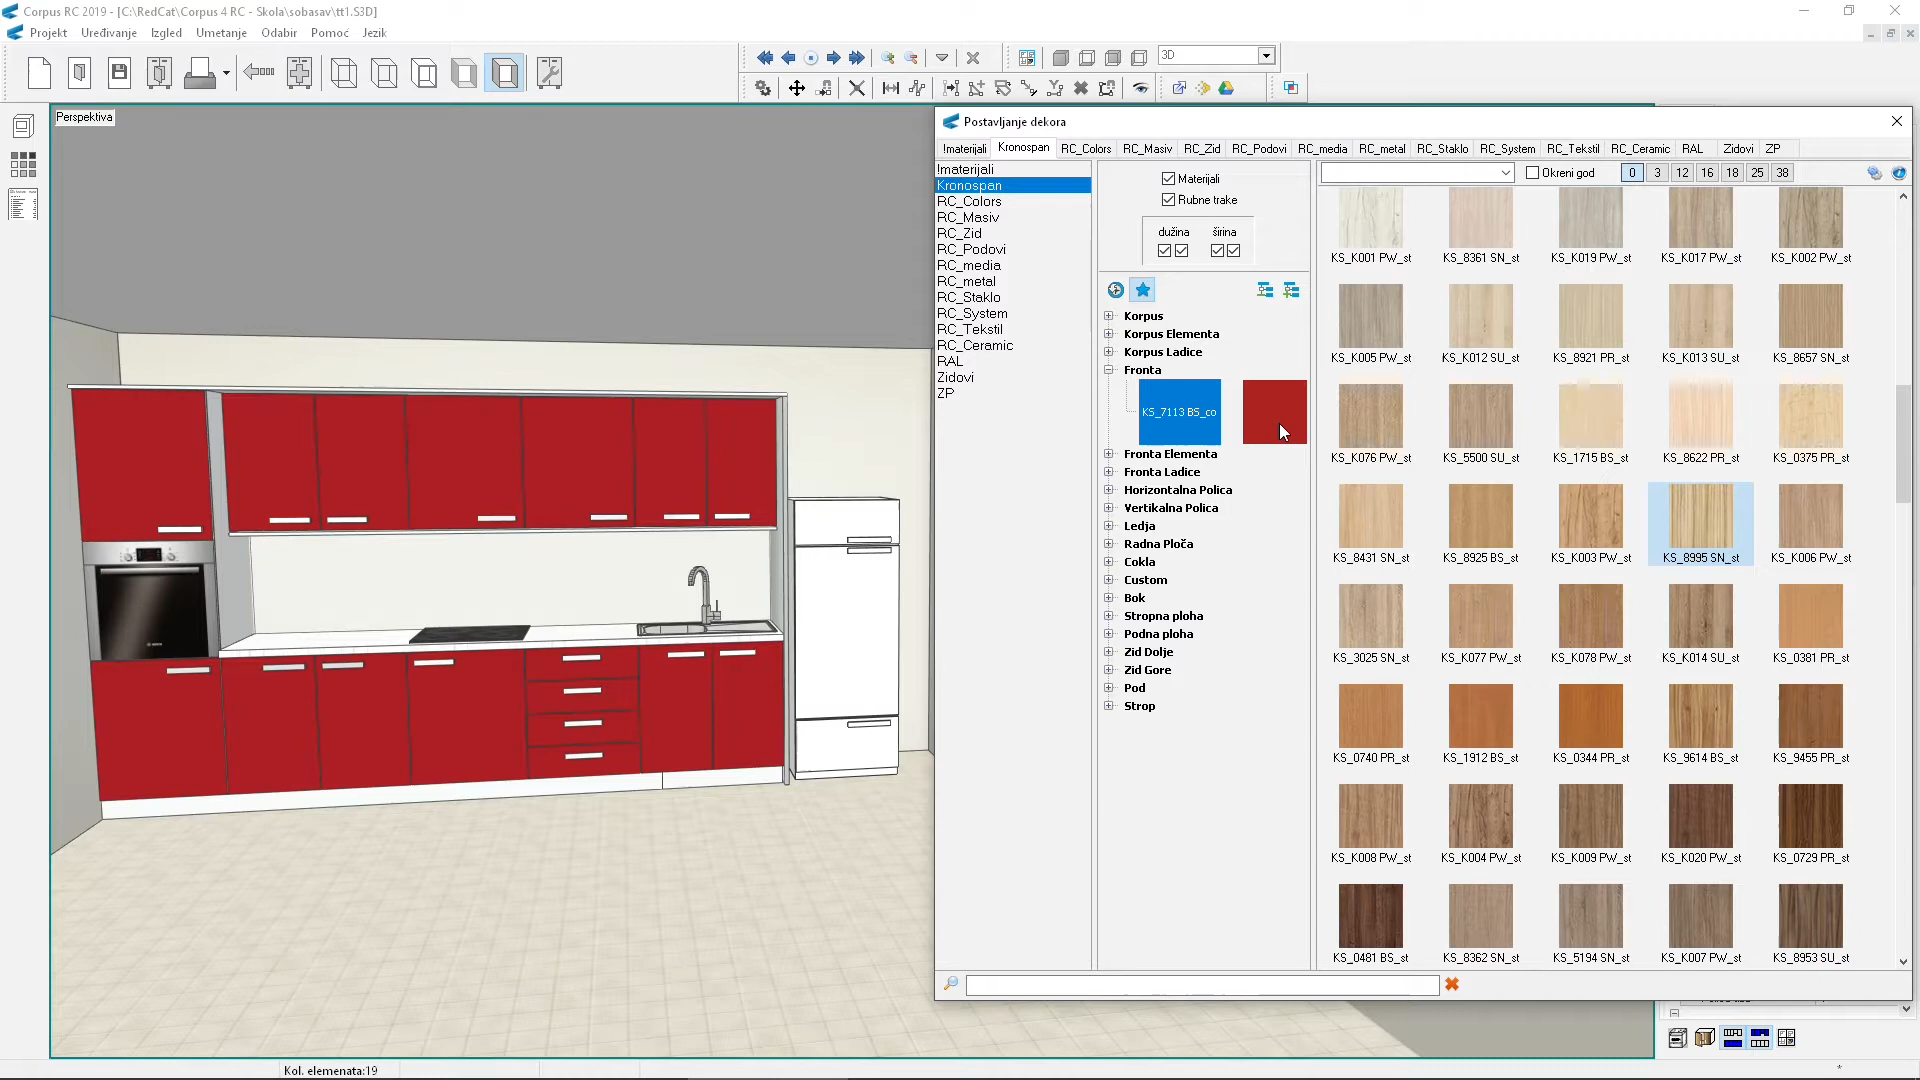 Corpus RC 2019 - [C:\RedCat\Corpus 4 RC - Skola\sobasav\tt1.S3D]
Projekt Uređivanje Izgled Umetanje Odabir Pomoć Jezik
3D
Perspektiva
Postavljanje dekora
!materijali Kronospan RC_Colors RC_Masiv RC_Zid RC_Podovi RC_media RC_metal RC_Staklo RC_System RC_Tekstil RC_Ceramic RAL Zidovi ZP
!materijali
Kronospan
RC_Colors
RC_Masiv
RC_Zid
RC_Podovi
RC_media
RC_metal
RC_Staklo
RC_System
RC_Tekstil
RC_Ceramic
RAL
Zidovi
ZP
Materijali
Rubne trake
dužina širina
Korpus
Korpus Elementa
Korpus Ladice
Fronta
KS_7113 BS_co
Fronta Elementa
Fronta Ladice
Horizontalna Polica
Vertikalna Polica
Ledja
Radna Ploča
Cokla
Custom
Bok
Stropna ploha
Podna ploha
Zid Dolje
Zid Gore
Pod
Strop
Okreni god 0 3 12 16 18 25 38
KS_K001 PW_st KS_8361 SN_st KS_K019 PW_st KS_K017 PW_st KS_K002 PW_st
KS_K005 PW_st KS_K012 SU_st KS_8921 PR_st KS_K013 SU_st KS_8657 SN_st
KS_K076 PW_st KS_5500 SU_st KS_1715 BS_st KS_8622 PR_st KS_0375 PR_st
KS_8431 SN_st KS_8925 BS_st KS_K003 PW_st KS_8995 SN_st KS_K006 PW_st
KS_3025 SN_st KS_K077 PW_st KS_K078 PW_st KS_K014 SU_st KS_0381 PR_st
KS_0740 PR_st KS_1912 BS_st KS_0344 PR_st KS_9614 BS_st KS_9455 PR_st
KS_K008 PW_st KS_K004 PW_st KS_K009 PW_st KS_K020 PW_st KS_0729 PR_st
KS_0481 BS_st KS_8362 SN_st KS_5194 SN_st KS_K007 PW_st KS_8953 SU_st
Kol. elemenata:19